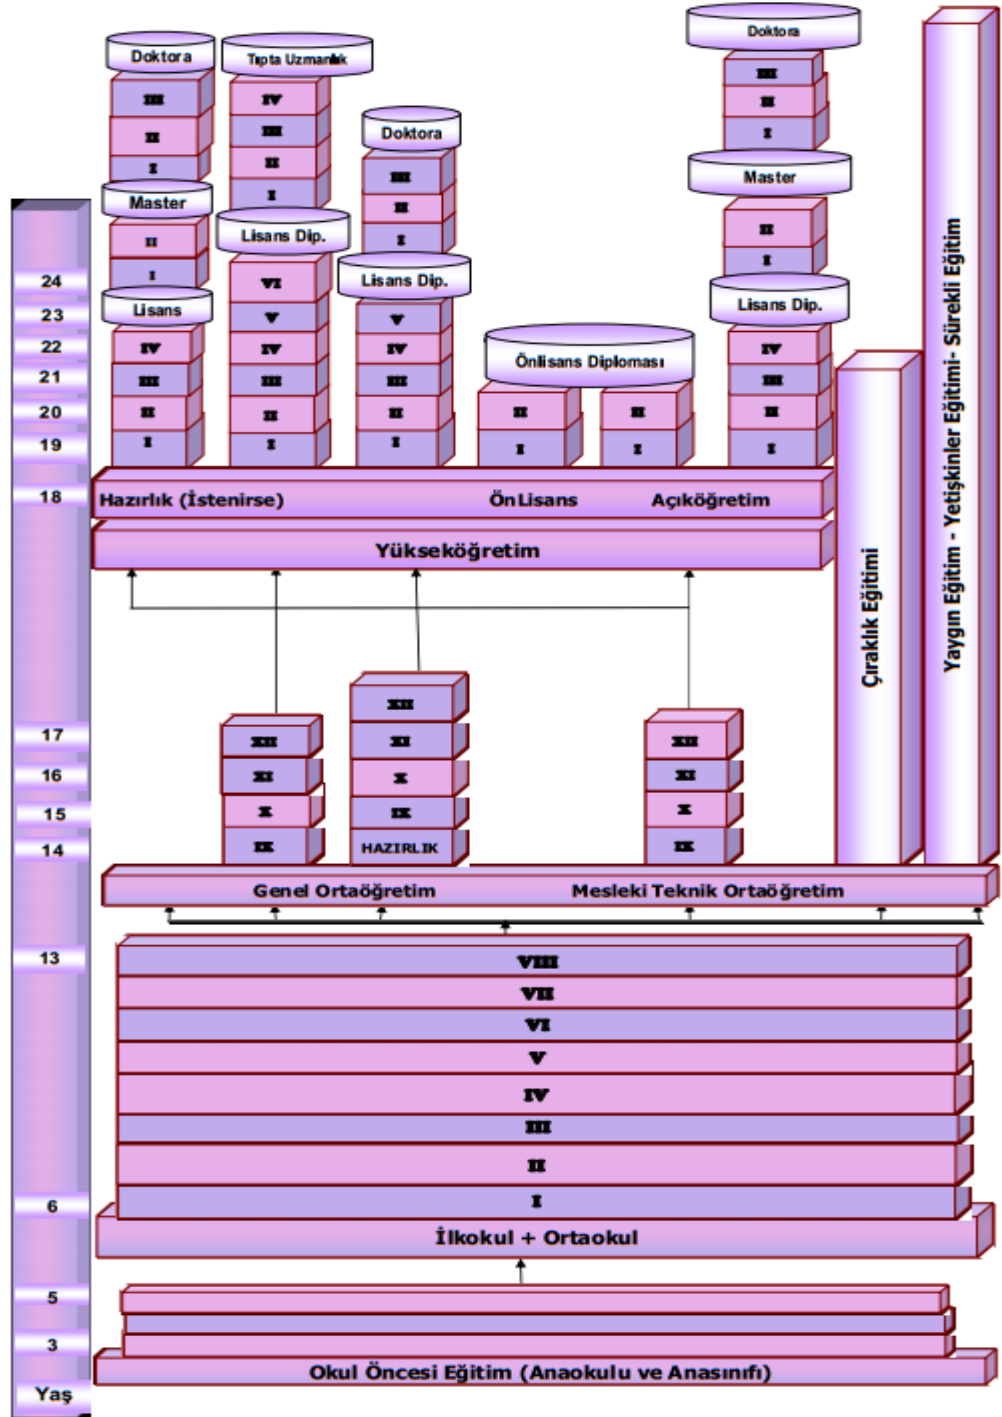 Doktora
III
II
I
Master
II
I
Lisans
IV
III
II
I
Tıpta Uzmanlık
IV
III
II
I
Lisans Dip.
VI
V
IV
III
II
I
Doktora
III
II
I
Lisans Dip.
V
IV
III
II
I
Önlisans Diploması
II
I
II
I
Doktora
III
II
I
Master
II
I
Lisans Dip.
IV
III
II
I
Hazırlık (İstenirse)
ÖnLisans
Açıköğretim
Yükseköğretim
XII
XI
X
IX
XII
XI
X
IX
HAZIRLIK
XII
XI
X
IX
Genel Ortaöğretim
Mesleki Teknik Ortaöğretim
Çıraklık Eğitimi
Yaygın Eğitim - Yetişkinler Eğitimi- Sürekli Eğitim
VIII
VII
VI
V
IV
III
II
I
İlkokul + Ortaokul
Okul Öncesi Eğitim (Anaokulu ve Anasınıfı)
24
23
22
21
20
19
18
17
16
15
14
13
6
5
3
Yaş